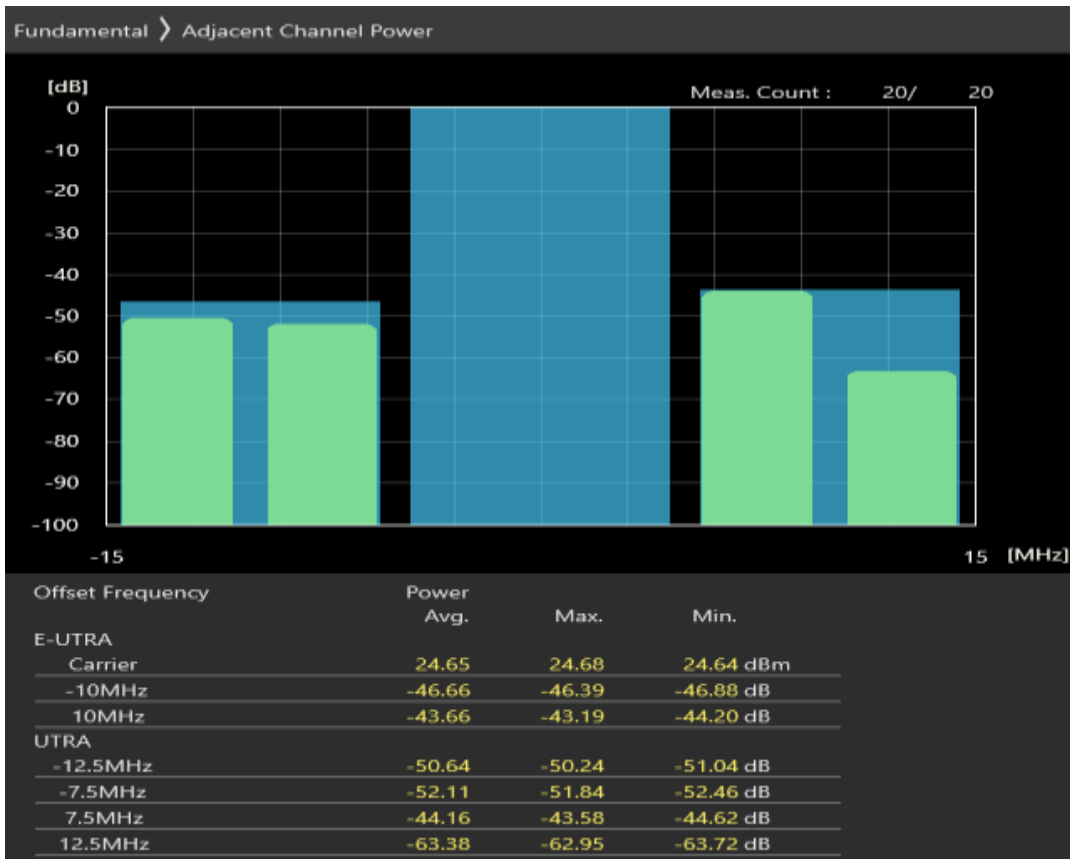 Fundamental 》 Adjacent Channel Power
[dB]
Meas. Count : 20/ 20
0
-10
-20
-30
-40
-50
-60
-70
-80
-90
-100
-15 15 [MHz]
Offset Frequency Power
Avg. Max. Min.
E-UTRA
Carrier 24.65 24.68 24.64 dBm
-10MHz -46.66 -46.39 -46.88 dB
10MHz -43.66 -43.19 -44.20 dB
UTRA
-12.5MHz -50.64 -50.24 -51.04 dB
-7.5MHz -52.11 -51.84 -52.46 dB
7.5MHz -44.16 -43.58 -44.62 dB
12.5MHz -63.38 -62.95 -63.72 dB